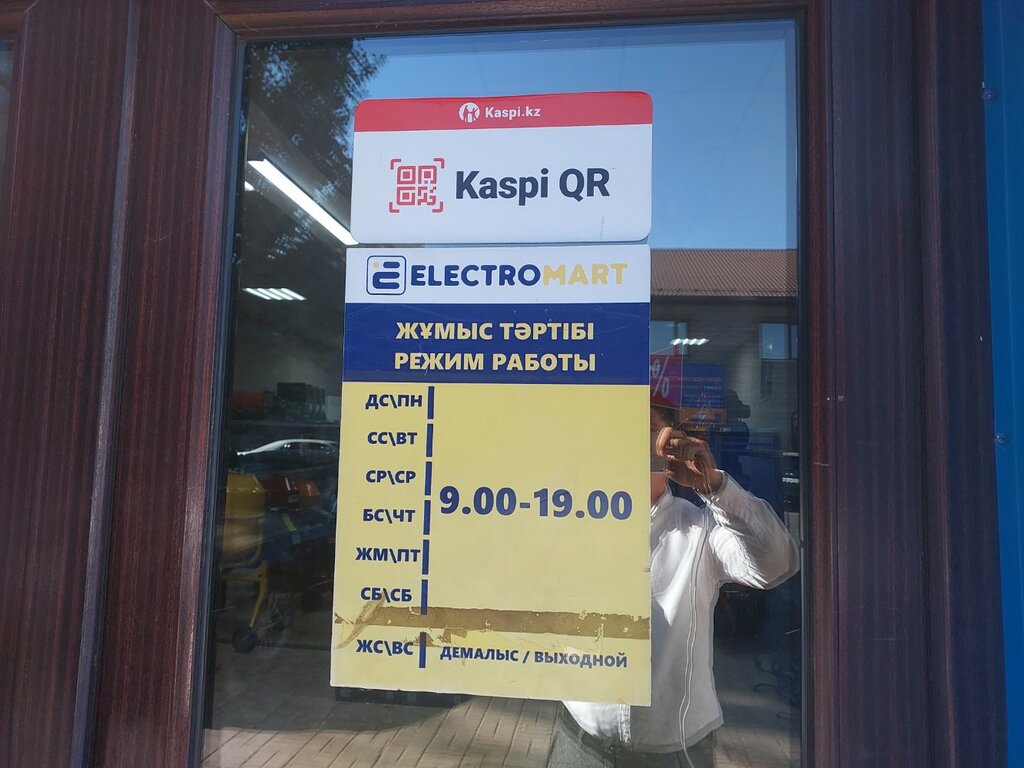 Kaspi.kz
Kaspi QR
ELECTROMART
ЖҰМЫС ТӘРТІБІ
РЕЖИМ РАБОТЫ
ДС\ПН
СС\ВТ
СР\СР
БС\ЧТ
9.00-19.00
ЖМ\ПТ
СБ\СБ
ЖС\ВС ДЕМАЛЫС / ВЫХОДНОЙ
%